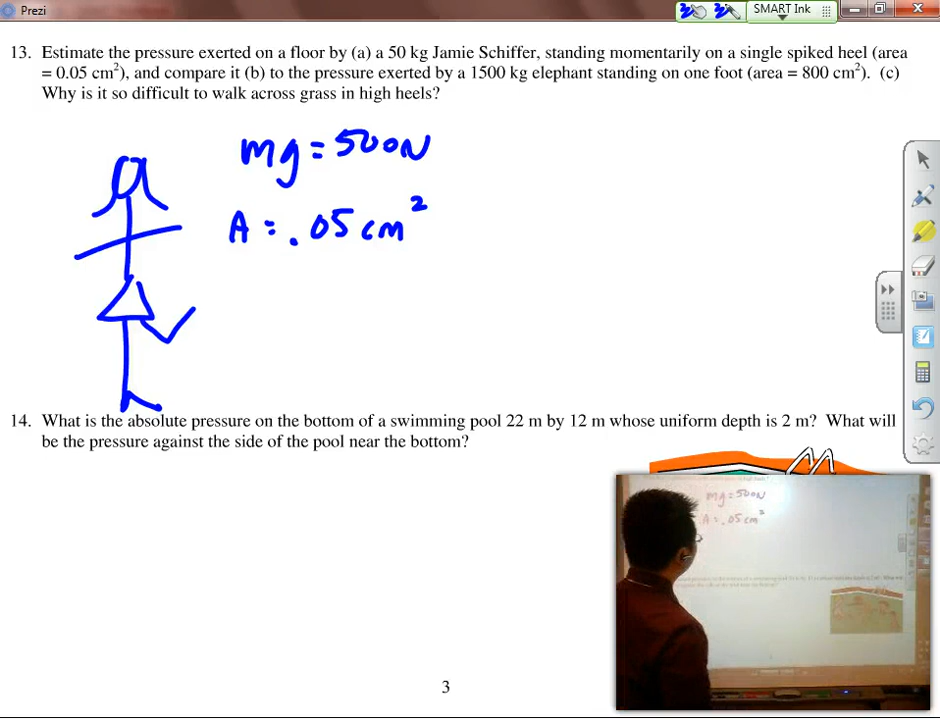 Prezi
SMART Ink
13. Estimate the pressure exerted on a floor by (a) a 50 kg Jamie Schiffer, standing momentarily on a single spiked heel (area
= 0.05 cm²), and compare it (b) to the pressure exerted by a 1500 kg elephant standing on one foot (area = 800 cm²). (c)
Why is it so difficult to walk across grass in high heels?
mg = 500N
A = .05 cm²
14. What is the absolute pressure on the bottom of a swimming pool 22 m by 12 m whose uniform depth is 2 m? What will
be the pressure against the side of the pool near the bottom?
mg = 500N
A = .05 cm²
3